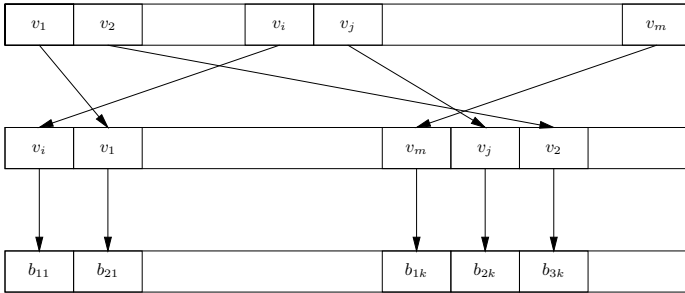 v₁ v₂ vᵢ vⱼ vₘ
vᵢ v₁ vₘ vⱼ v₂
b₁₁ b₂₁ b₁ₖ b₂ₖ b₃ₖ